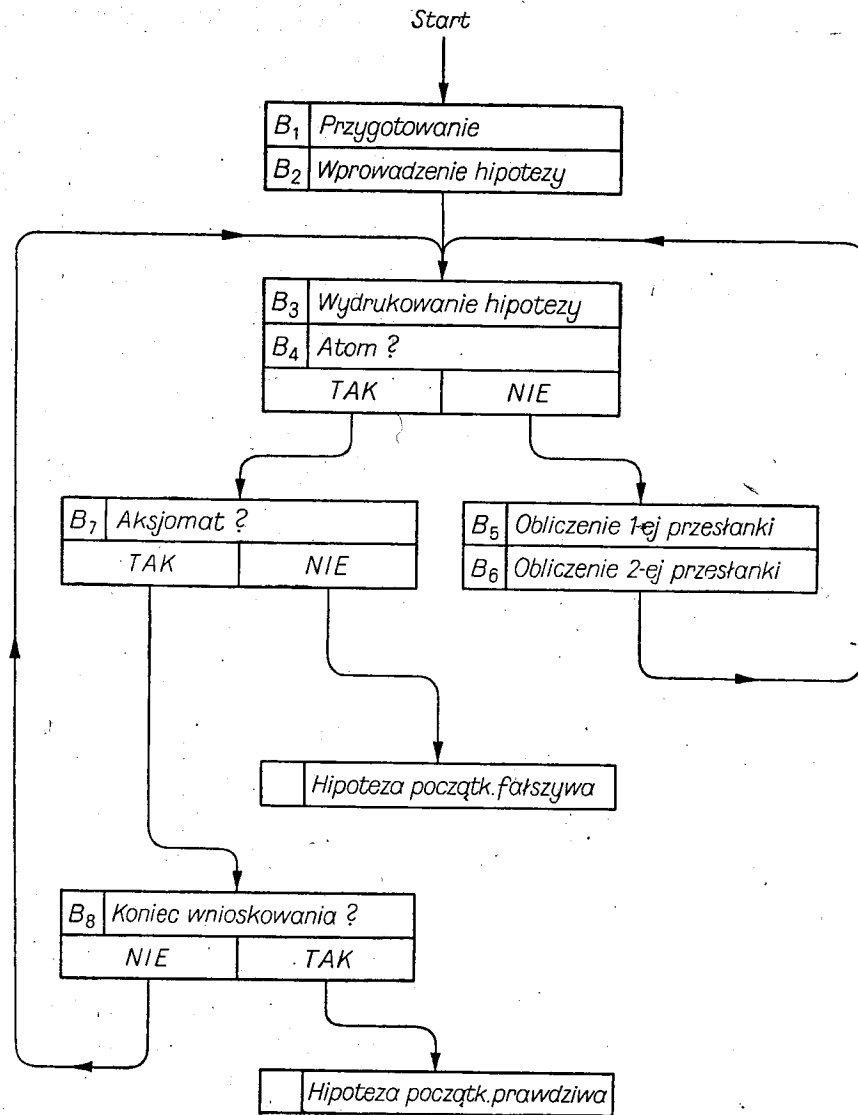 Start
B₁ Przygotowanie
B₂ Wprowadzenie hipotezy
B₃ Wydrukowanie hipotezy
B₄ Atom ?
TAK NIE
B₇ Aksjomat ?
TAK NIE
B₅ Obliczenie 1-ej przesłanki
B₆ Obliczenie 2-ej przesłanki
Hipoteza początk. fałszywa
B₈ Koniec wnioskowania ?
NIE TAK
Hipoteza początk. prawdziwa